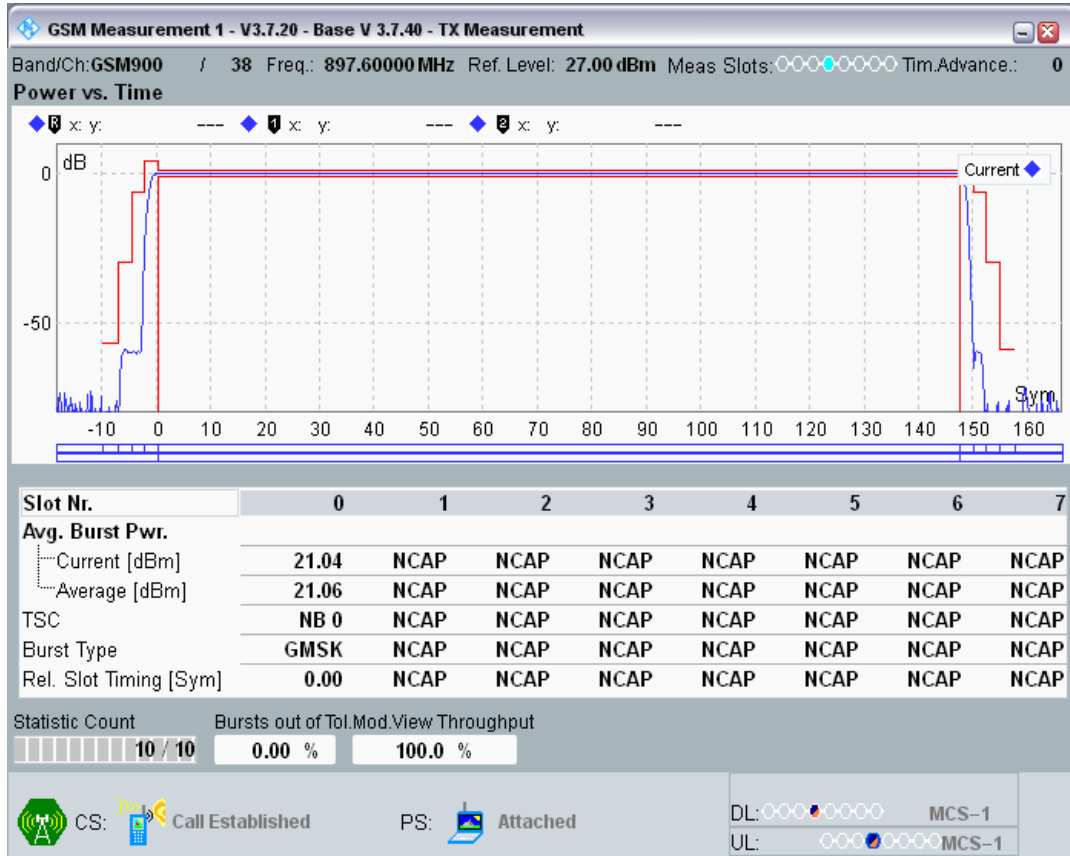 GSM Measurement 1 - V3.7.20 - Base V 3.7.40 - TX Measurement
Band/Ch:GSM900 / 38 Freq.: 897.60000 MHz Ref. Level: 27.00 dBm Meas Slots: Tim.Advance.: 0
Power vs. Time
R x: y: --- 1 x: y: --- 2 x: y: ---
0 dB Current
-50
Sym
-10 0 10 20 30 40 50 60 70 80 90 100 110 120 130 140 150 160
Slot Nr. 0 1 2 3 4 5 6 7
Avg. Burst Pwr.
Current [dBm] 21.04 NCAP NCAP NCAP NCAP NCAP NCAP NCAP
Average [dBm] 21.06 NCAP NCAP NCAP NCAP NCAP NCAP NCAP
TSC NB 0 NCAP NCAP NCAP NCAP NCAP NCAP NCAP
Burst Type GMSK NCAP NCAP NCAP NCAP NCAP NCAP NCAP
Rel. Slot Timing [Sym] 0.00 NCAP NCAP NCAP NCAP NCAP NCAP NCAP
Statistic Count Bursts out of Tol. Mod.View Throughput
10 / 10 0.00 % 100.0 %
CS: Call Established PS: Attached
DL: MCS-1
UL: MCS-1